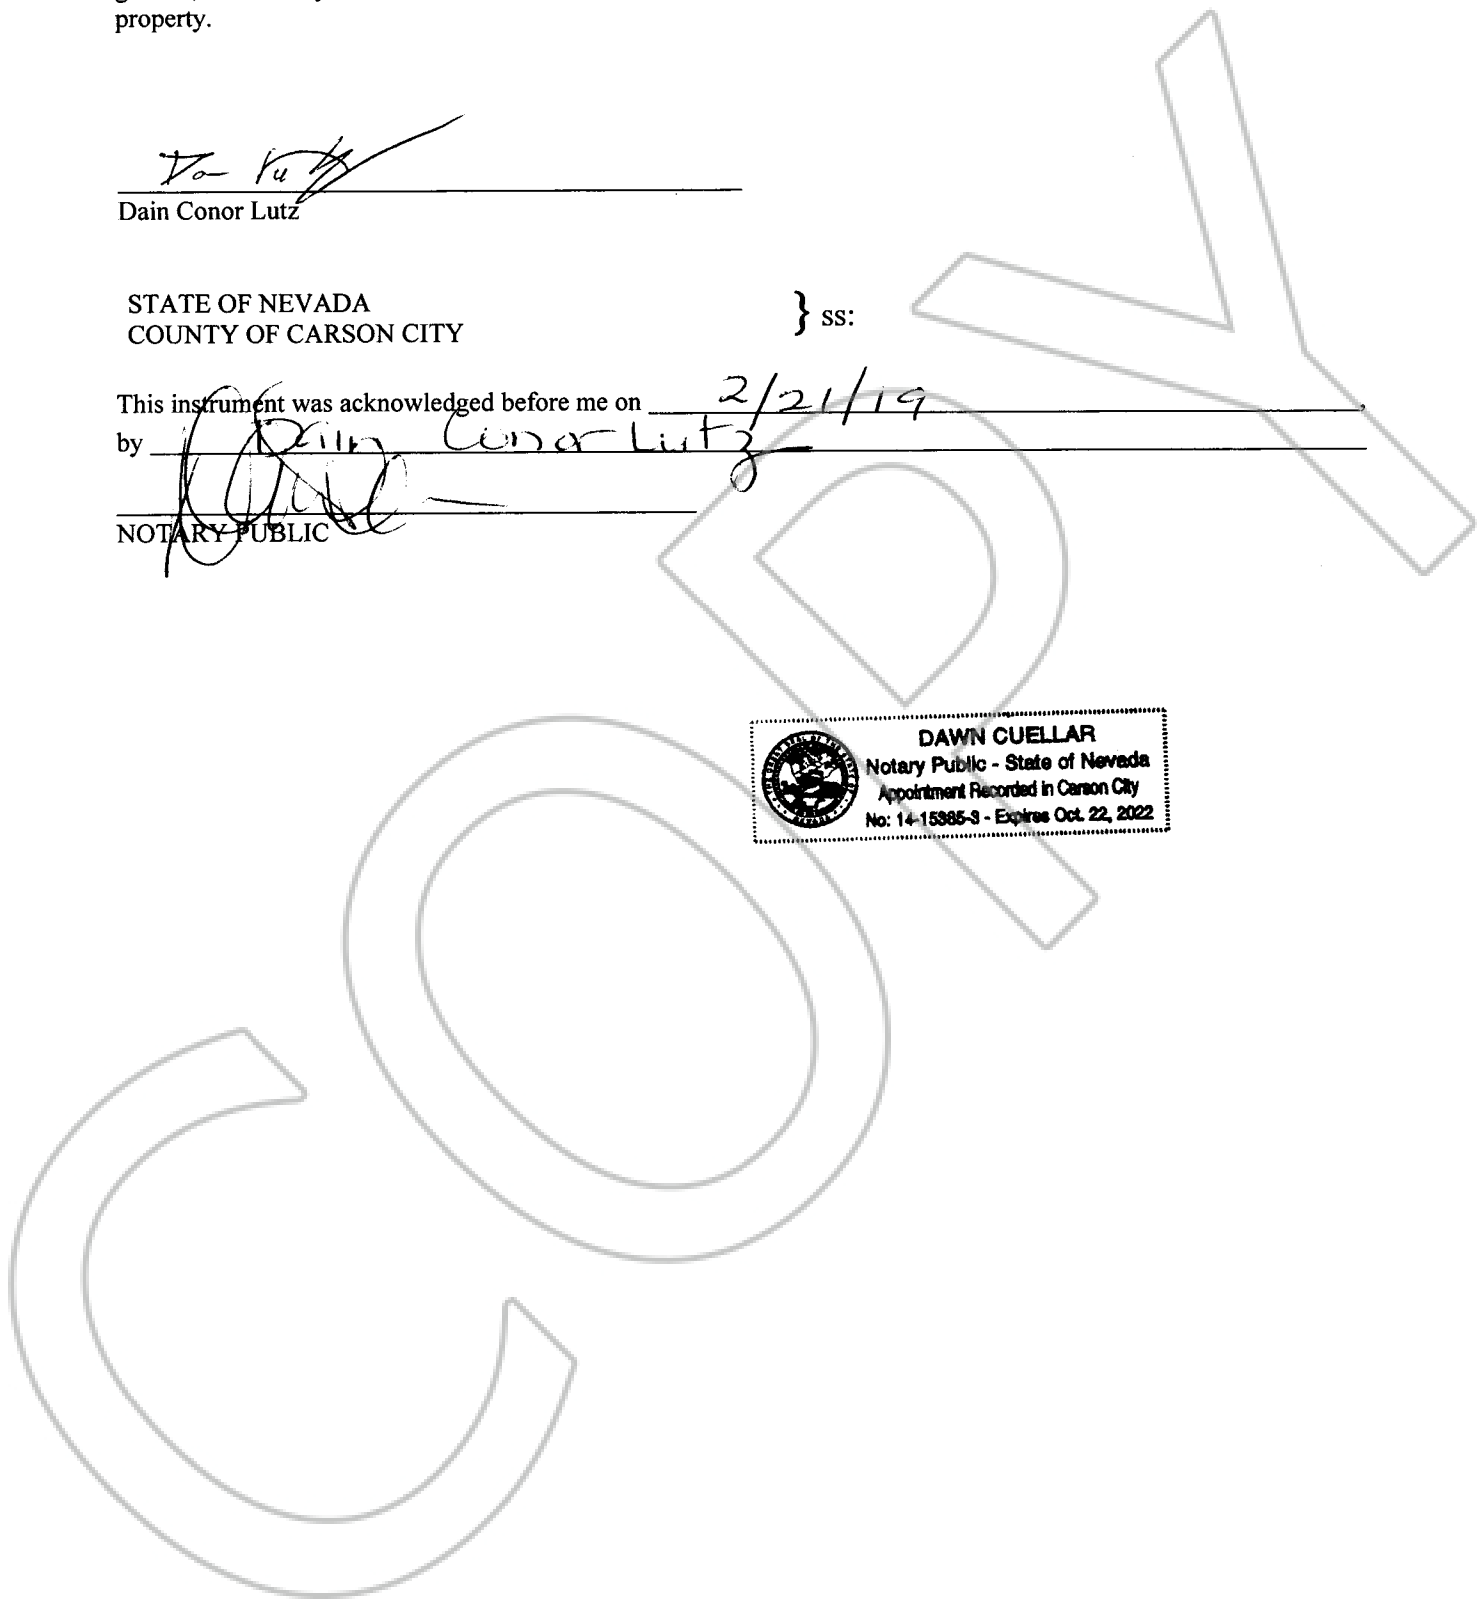 property.
Dain Conor Lutz
STATE OF NEVADA
COUNTY OF CARSON CITY
} ss:
This instrument was acknowledged before me on 2/21/19,
by Dain Conor Lutz
NOTARY PUBLIC
DAWN CUELLAR
Notary Public - State of Nevada
Appointment Recorded in Carson City
No: 14-15385-3 - Expires Oct. 22, 2022
COPY